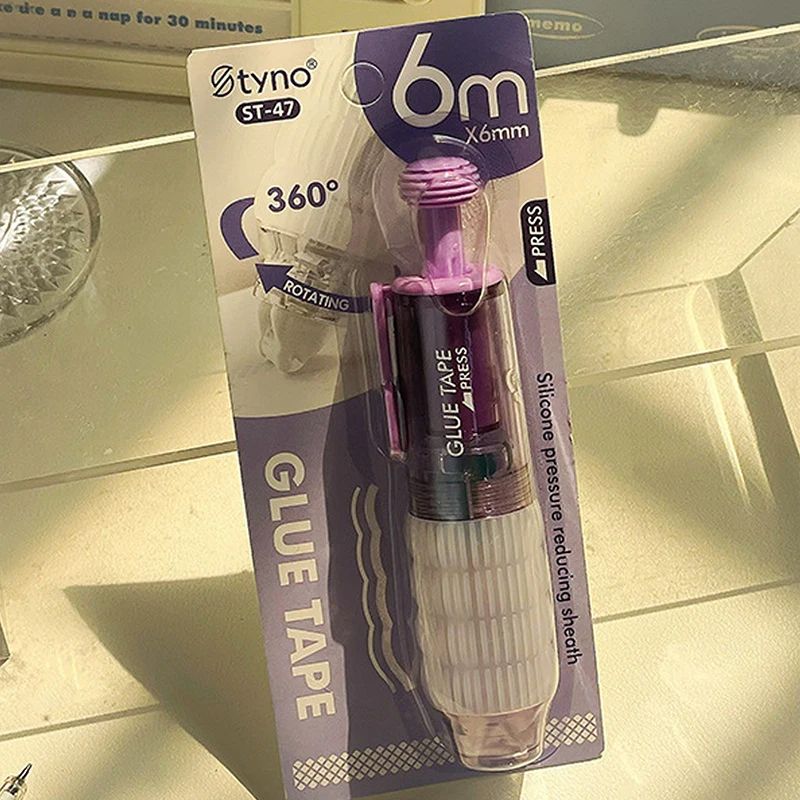 a nap for 30 minutes
memo
Styno®
ST-47
6m
X6mm
360°
ROTATING
PRESS
GLUE TAPE
PRESS
Silicone pressure reducing sheath
GLUE TAPE